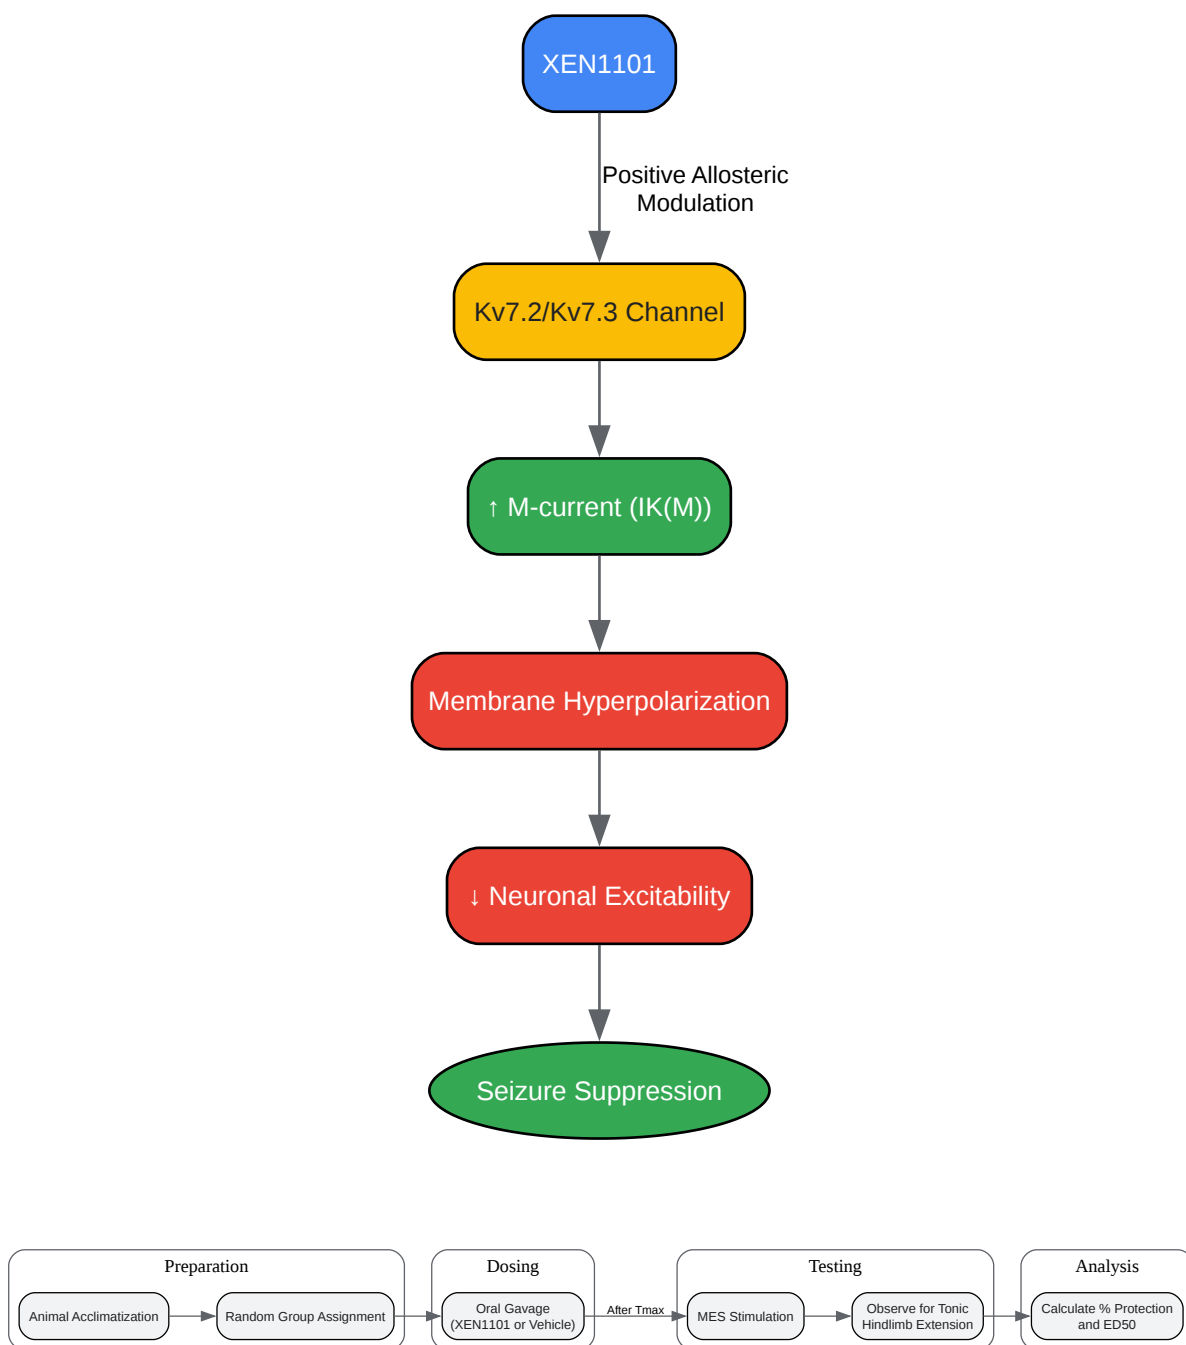 XEN1101
Positive Allosteric
Modulation
Kv7.2/Kv7.3 Channel
↑ M-current (IK(M))
Membrane Hyperpolarization
↓ Neuronal Excitability
Seizure Suppression
Preparation
Animal Acclimatization
Random Group Assignment
Dosing
Oral Gavage
(XEN1101 or Vehicle)
After Tmax
Testing
MES Stimulation
Observe for Tonic
Hindlimb Extension
Analysis
Calculate % Protection
and ED50